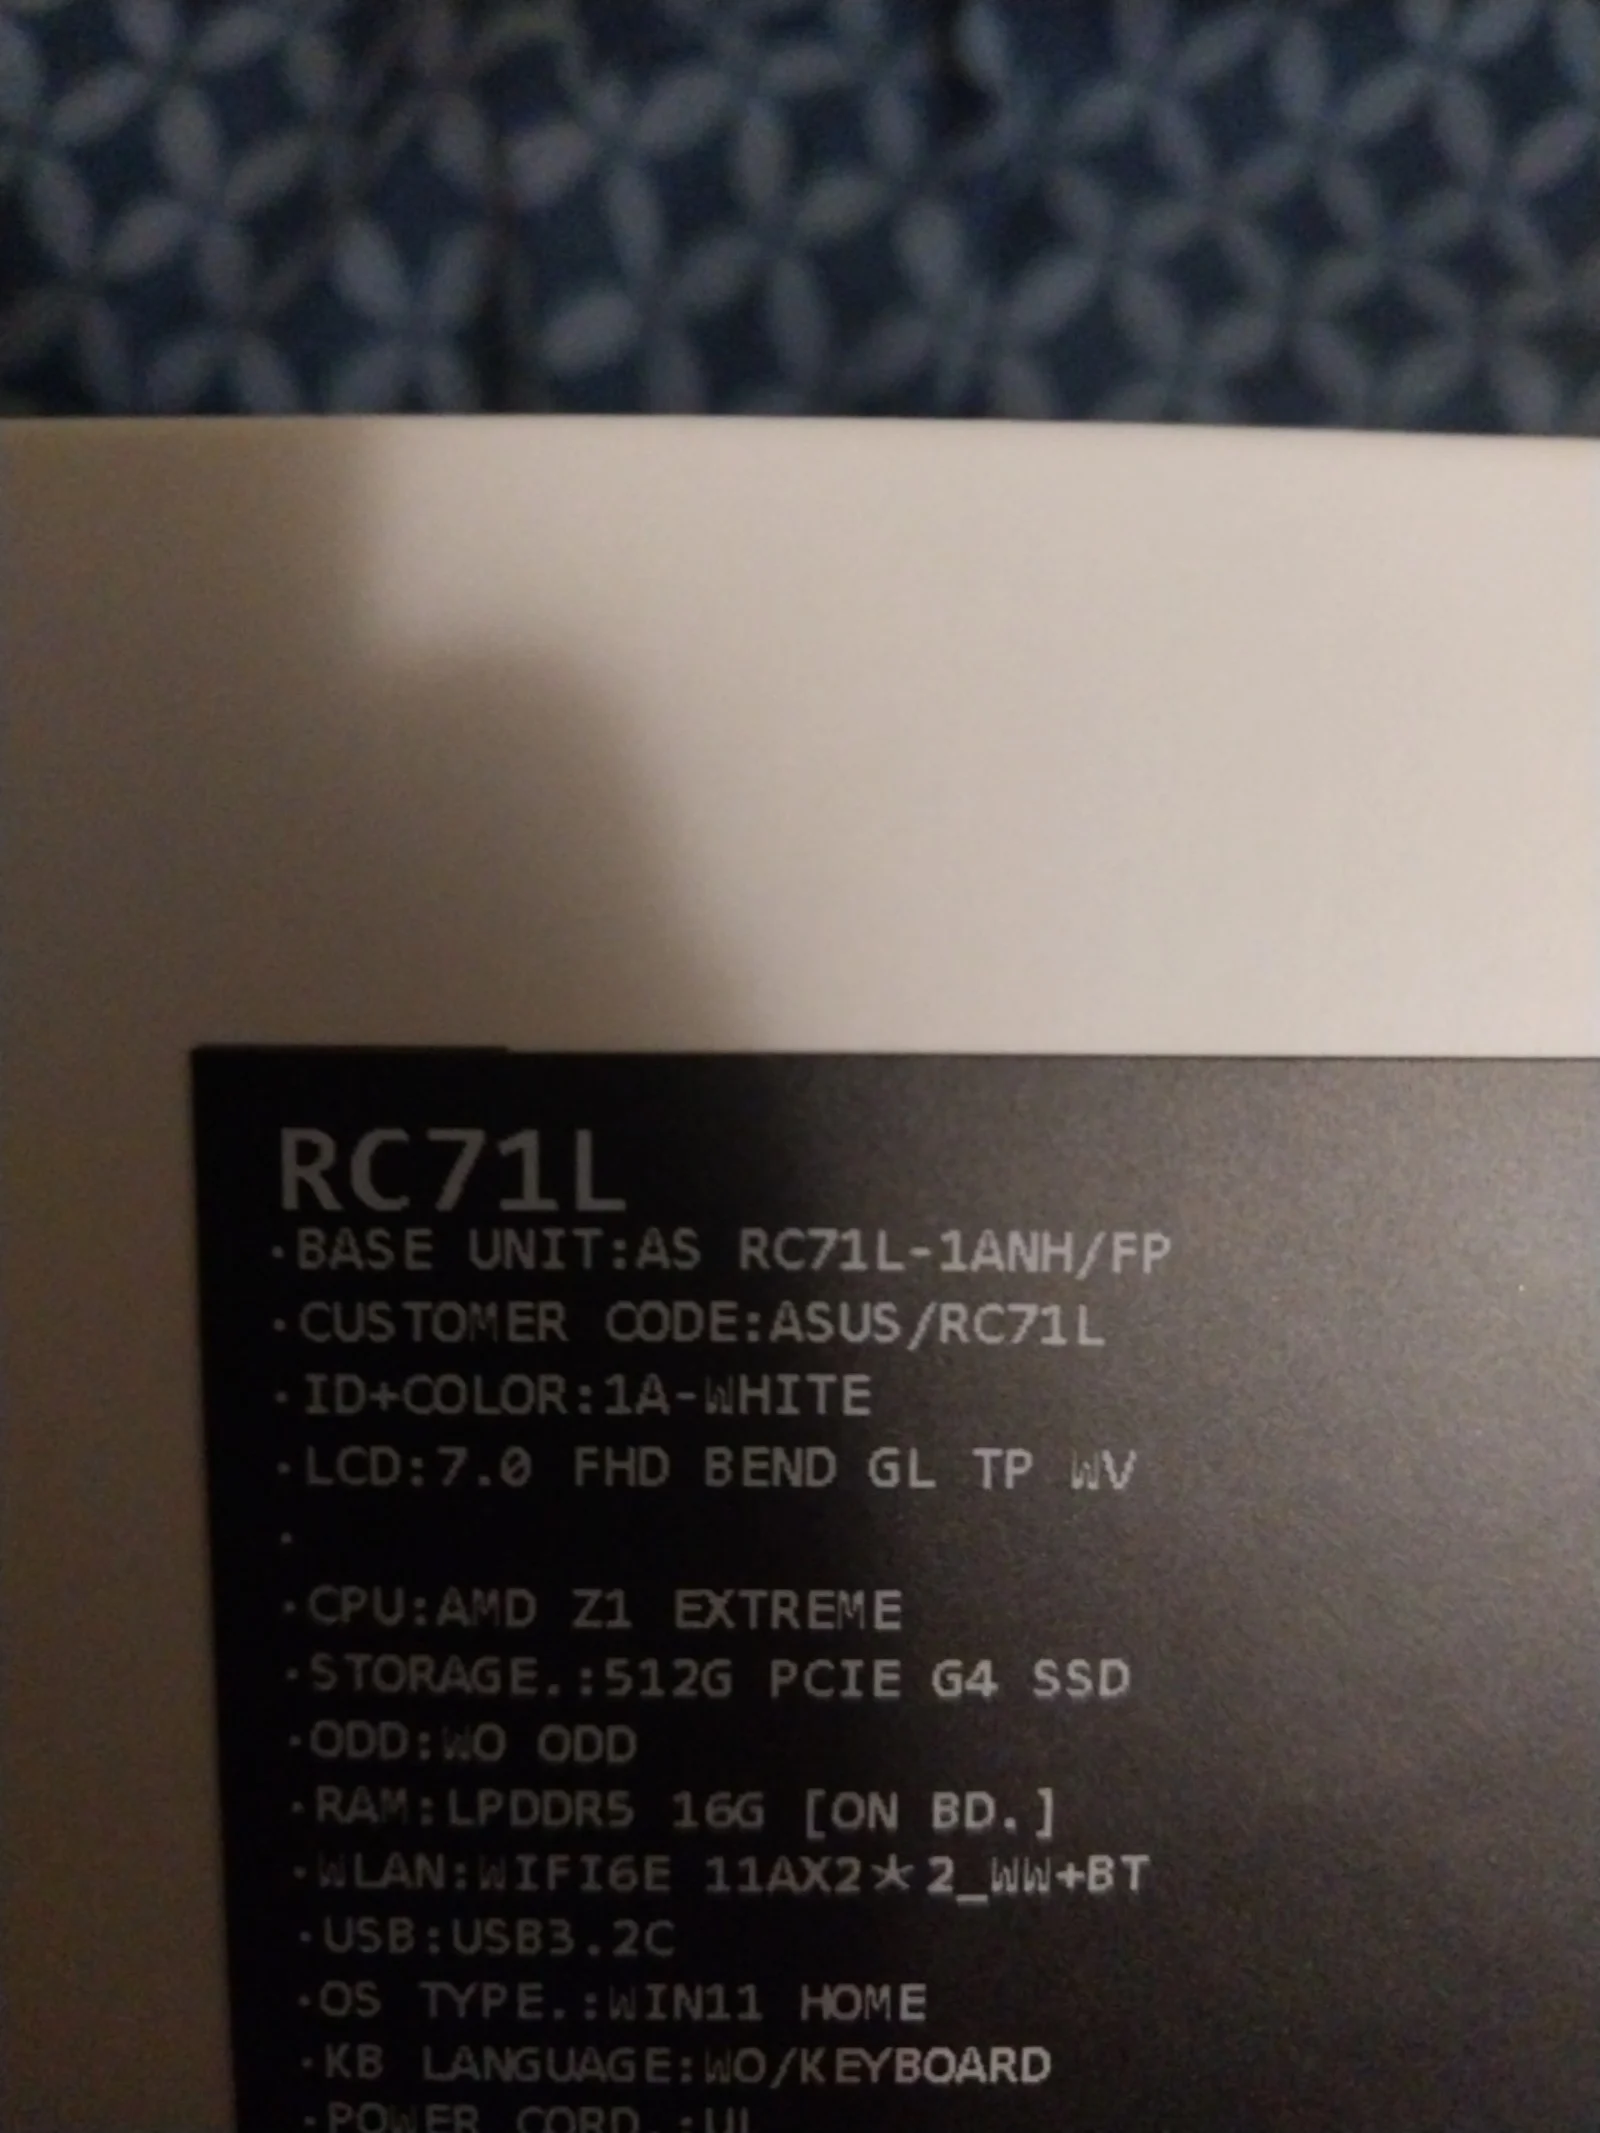 RC71L
·BASE UNIT:AS RC71L-1ANH/FP
·CUSTOMER CODE:ASUS/RC71L
·ID+COLOR:1A-WHITE
·LCD:7.0 FHD BEND GL TP WV
·
·CPU:AMD Z1 EXTREME
·STORAGE.:512G PCIE G4 SSD
·ODD:WO ODD
·RAM:LPDDR5 16G [ON BD.]
·WLAN:WIFI6E 11AX2*2_WW+BT
·USB:USB3.2C
·OS TYPE.:WIN11 HOME
·KB LANGUAGE:WO/KEYBOARD
·POWER CORD.: